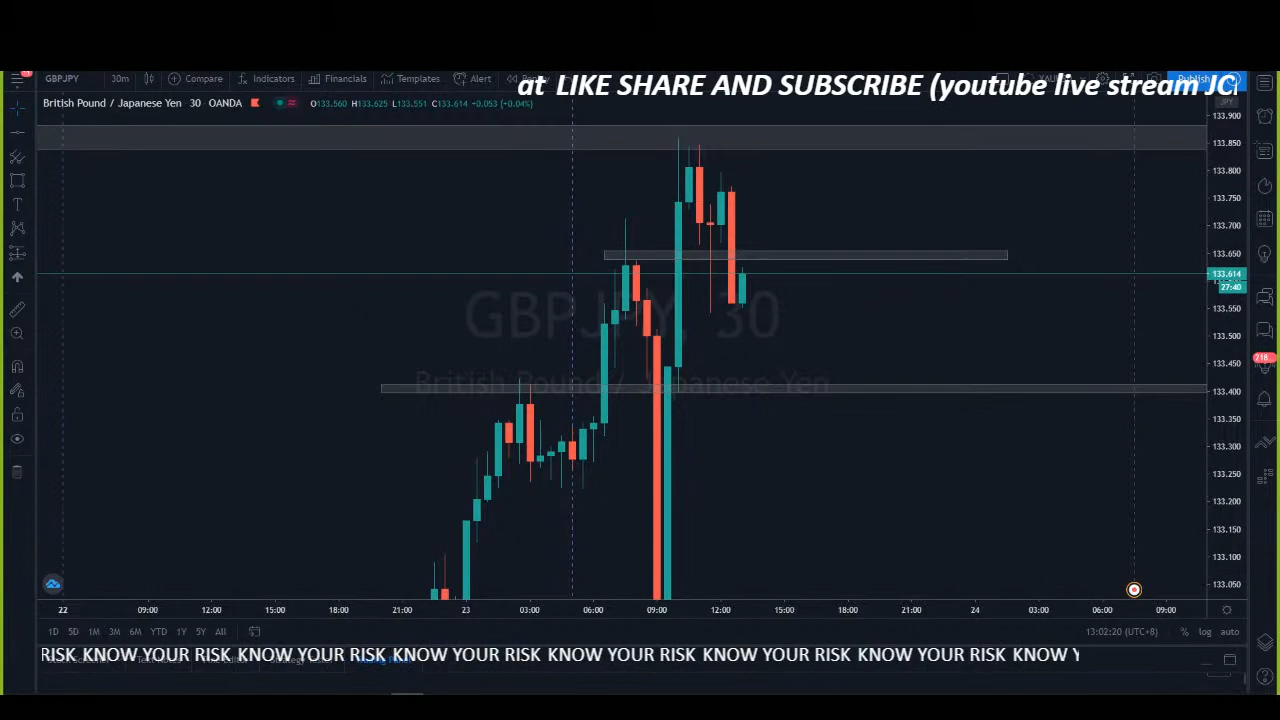 GBPJPY 30m Compare Indicators Financials Templates Alert Publish
at LIKE SHARE AND SUBSCRIBE (youtube live stream JC
British Pound / Japanese Yen 30 OANDA O133.560 H133.625 L133.551 C133.614 +0.053 (+0.04%)
JPY
133.900
133.850
133.800
133.750
133.700
133.650
133.614
27:40
133.550
133.500
133.450
133.400
133.350
133.300
133.250
133.200
133.150
133.100
133.050
GBPJPY, 30
British Pound / Japanese Yen
218
22 09:00 12:00 15:00 18:00 21:00 23 03:00 06:00 09:00 12:00 15:00 18:00 21:00 24 03:00 06:00 09:00
1D 5D 1M 3M 6M YTD 1Y 5Y All 13:02:20 (UTC+8) % log auto
RISK KNOW YOUR RISK KNOW YOUR RISK KNOW YOUR RISK KNOW YOUR RISK KNOW YOUR RISK KNOW YOUR RISK KNOW Y